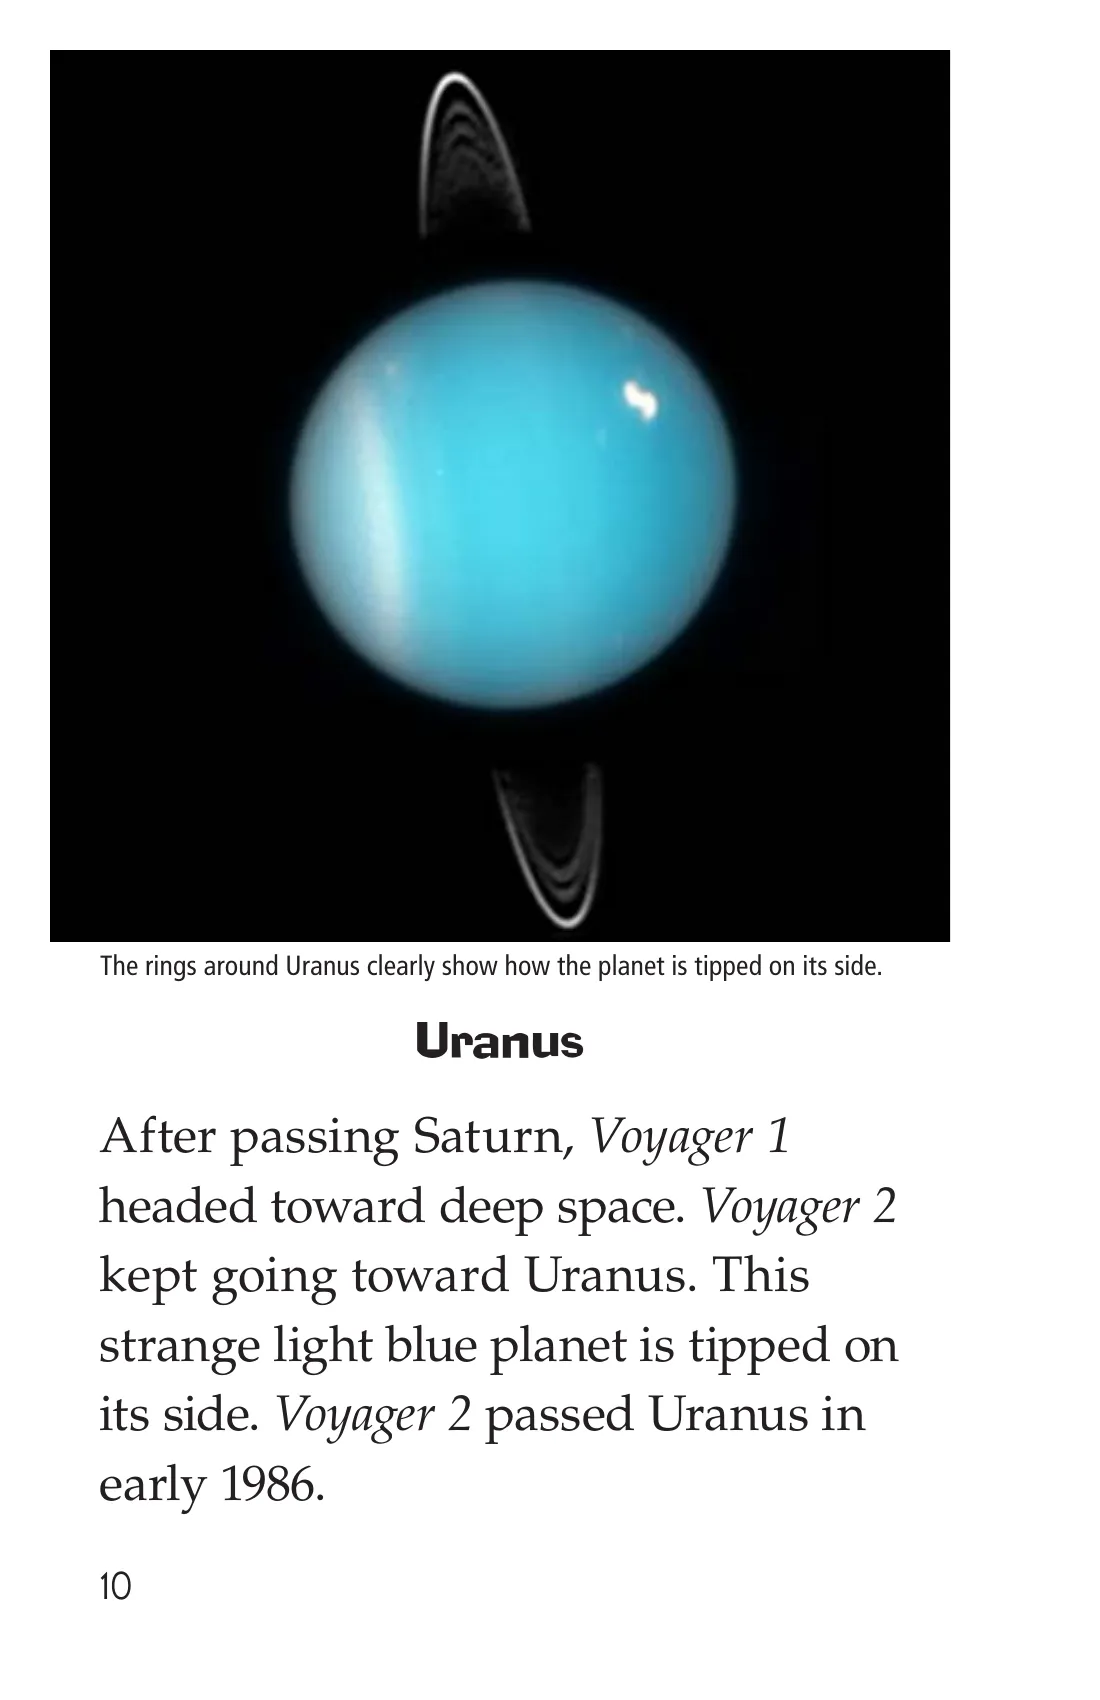 The rings around Uranus clearly show how the planet is tipped on its side.
Uranus
After passing Saturn, Voyager 1
headed toward deep space. Voyager 2
kept going toward Uranus. This
strange light blue planet is tipped on
its side. Voyager 2 passed Uranus in
early 1986.
10